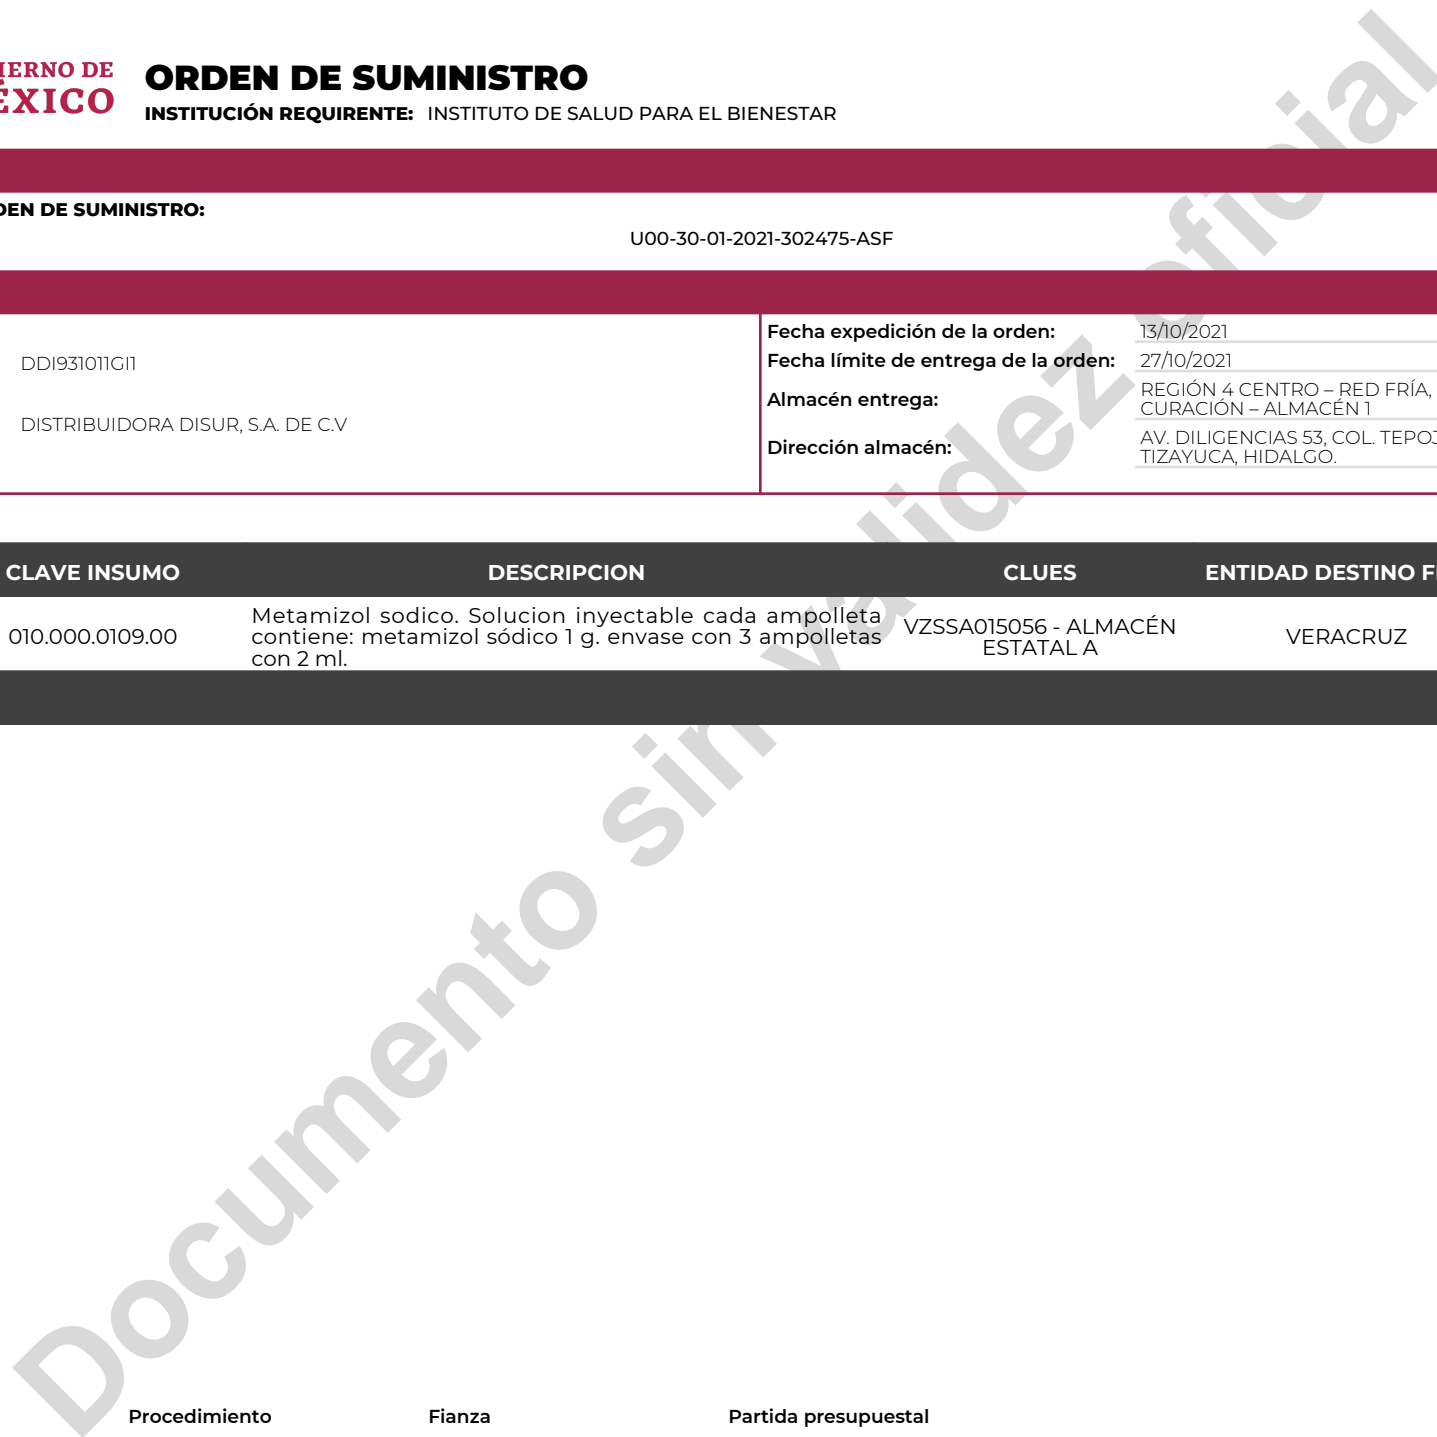 IERNO DE
ÉXICO
ORDEN DE SUMINISTRO
INSTITUCIÓN REQUIRENTE: INSTITUTO DE SALUD PARA EL BIENESTAR
DEN DE SUMINISTRO:
U00-30-01-2021-302475-ASF
DDI931011GI1
DISTRIBUIDORA DISUR, S.A. DE C.V
Fecha expedición de la orden: 13/10/2021
Fecha límite de entrega de la orden: 27/10/2021
Almacén entrega: REGIÓN 4 CENTRO – RED FRÍA,
CURACIÓN – ALMACÉN 1
Dirección almacén: AV. DILIGENCIAS 53, COL. TEPOJ
TIZAYUCA, HIDALGO.
CLAVE INSUMO DESCRIPCION CLUES ENTIDAD DESTINO F
010.000.0109.00
Metamizol sodico. Solucion inyectable cada ampolleta
contiene: metamizol sódico 1 g. envase con 3 ampolletas
con 2 ml.
VZSSA015056 - ALMACÉN
ESTATAL A
VERACRUZ
Documento sin validez oficial
Procedimiento Fianza Partida presupuestal